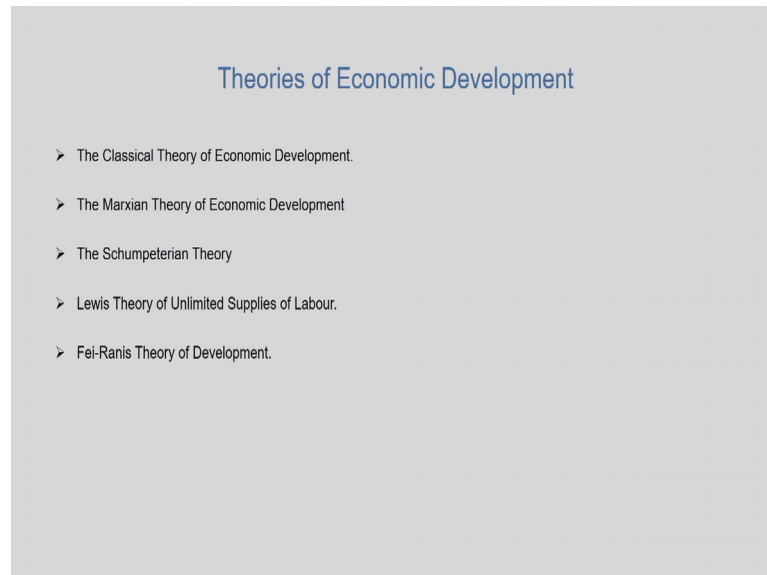 Theories of Economic Development
➢ The Classical Theory of Economic Development.
➢ The Marxian Theory of Economic Development
➢ The Schumpeterian Theory
➢ Lewis Theory of Unlimited Supplies of Labour.
➢ Fei-Ranis Theory of Development.